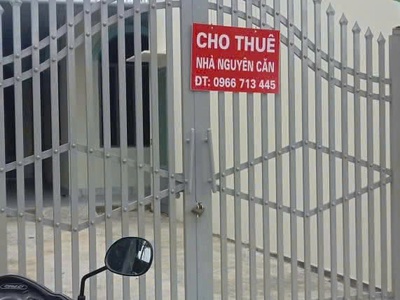 CHO THUÊ
NHÀ NGUYÊN CĂN
ĐT: 0966 713 445